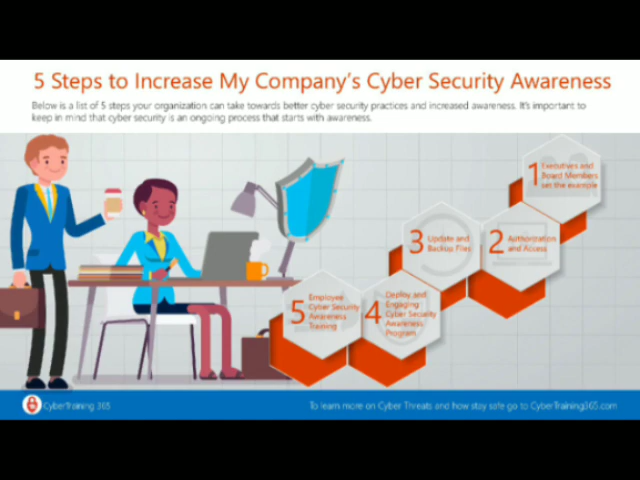 5 Steps to Increase My Company's Cyber Security Awareness
Below is a list of 5 steps your organization can take towards better cyber security practices and increased awareness. It's important to
keep in mind that cyber security is an ongoing process that starts with awareness.
1
Executives and
Board Members
set the example
2
Authorization
and Access
3
Update and
Backup Files
4
Deploy and
Engaging
Cyber Security
Awareness
Program
5
Employee
Cyber Security
Awareness
Training
CyberTraining 365
To learn more on Cyber Threats and how stay safe go to CyberTraining365.com